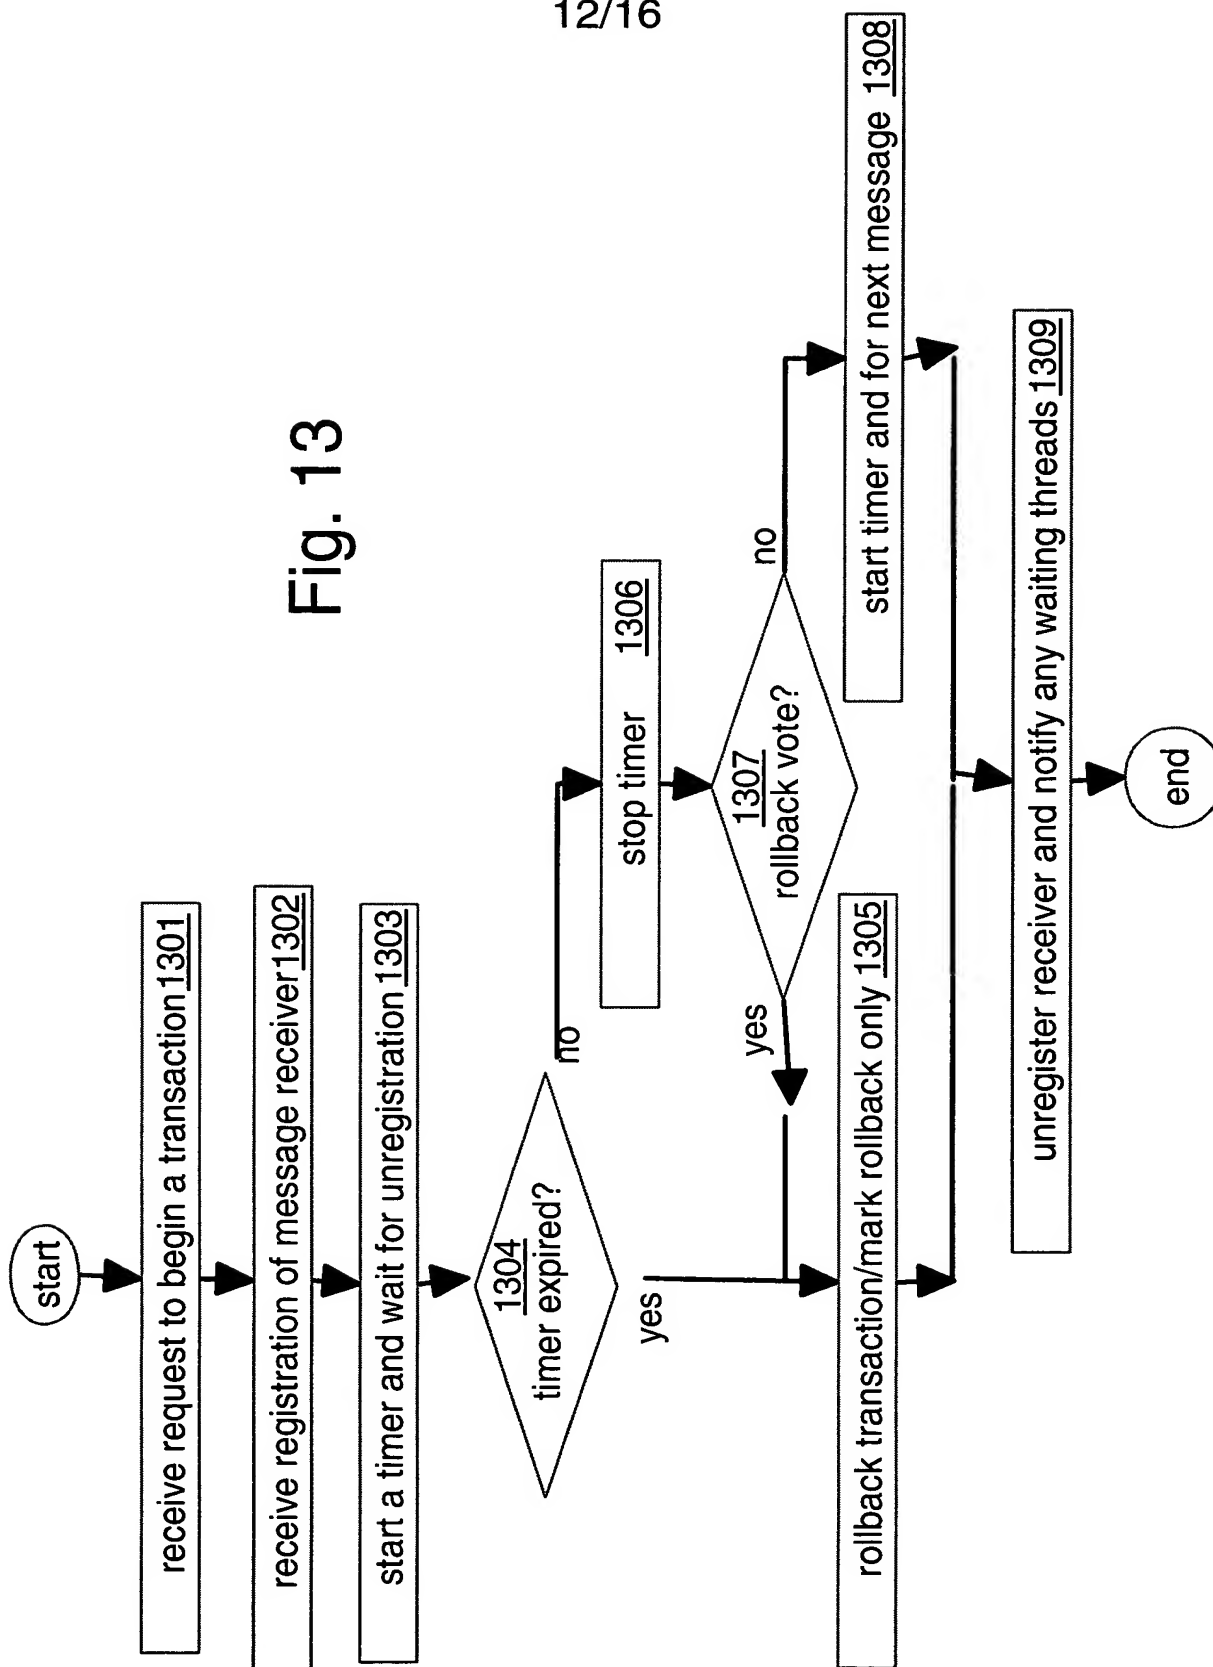 12/16
Fig. 13
start
receive request to begin a transaction 1301
receive registration of message receiver 1302
start a timer and wait for unregistration 1303
1304
timer expired?
no
yes
stop timer 1306
1307
rollback vote?
yes
no
rollback transaction/mark rollback only 1305
start timer and for next message 1308
unregister receiver and notify any waiting threads 1309
end